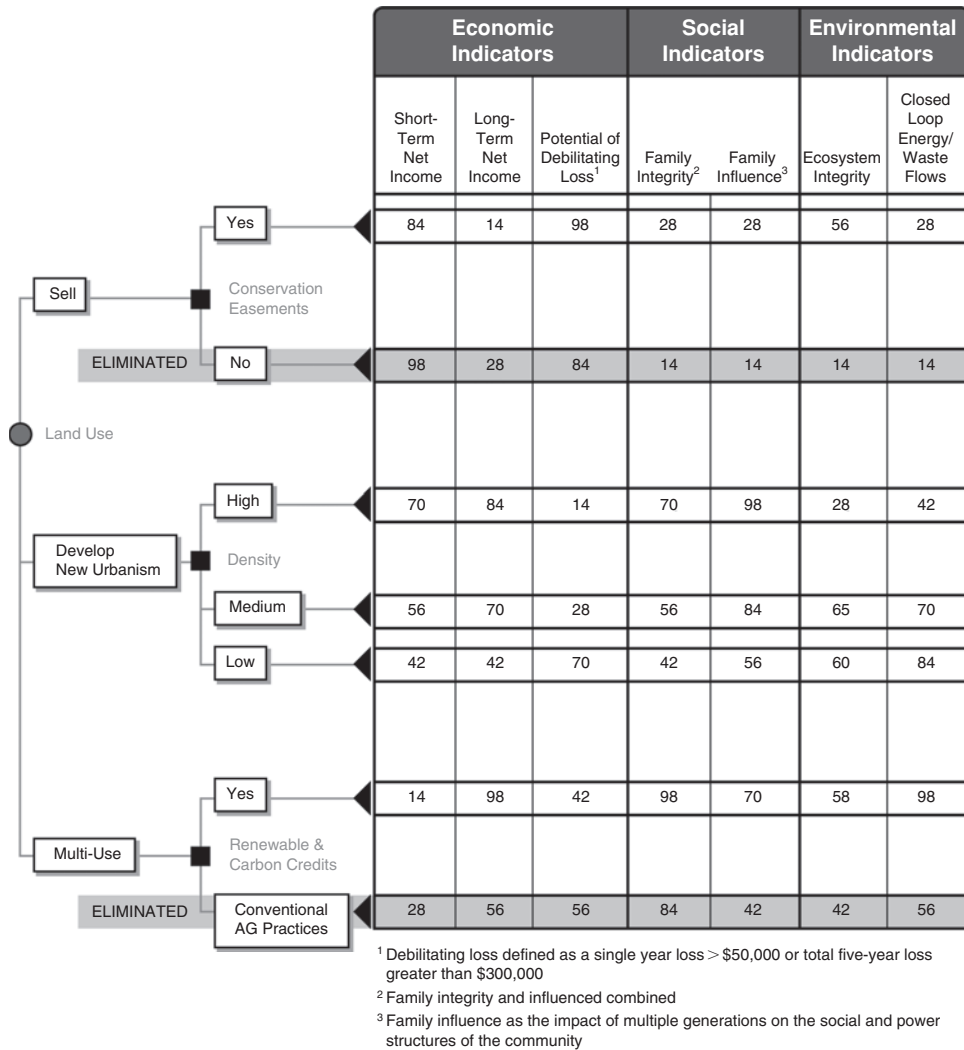 Economic
Indicators
Social
Indicators
Environmental
Indicators
Short-
Term
Net
Income
Long-
Term
Net
Income
Potential of
Debilitating
Loss1
Family
Integrity2
Family
Influence3
Ecosystem
Integrity
Closed
Loop
Energy/
Waste
Flows
Yes 84 14 98 28 28 56 28
Sell
Conservation
Easements
ELIMINATED No 98 28 84 14 14 14 14
Land Use
High 70 84 14 70 98 28 42
Develop
New Urbanism
Density
Medium 56 70 28 56 84 65 70
Low 42 42 70 42 56 60 84
Yes 14 98 42 98 70 58 98
Multi-Use
Renewable &
Carbon Credits
ELIMINATED Conventional
AG Practices
28 56 56 84 42 42 56
1 Debilitating loss defined as a single year loss > $50,000 or total five-year loss
greater than $300,000
2 Family integrity and influenced combined
3 Family influence as the impact of multiple generations on the social and power
structures of the community